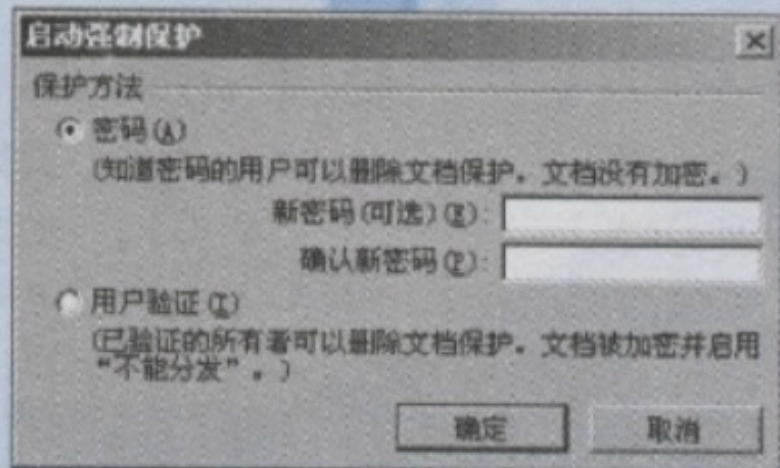 启动强制保护
保护方法
密码(A)
(知道密码的用户可以删除文档保护。文档没有加密。)
新密码(可选)(E):
确认新密码(P):
用户验证(I)
(已验证的所有者可以删除文档保护。文档被加密并启用
“不能分发”。)
确定 取消